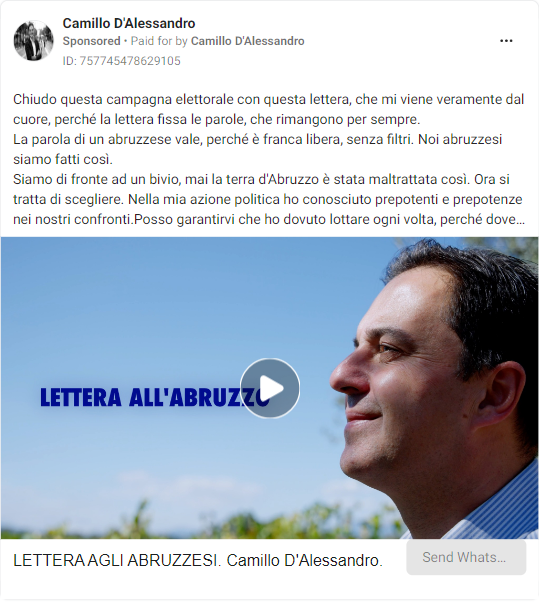 Camillo D'Alessandro
Sponsored • Paid for by Camillo D'Alessandro
ID: 757745478629105
Chiudo questa campagna elettorale con questa lettera, che mi viene veramente dal
cuore, perché la lettera fissa le parole, che rimangono per sempre.
La parola di un abruzzese vale, perché è franca libera, senza filtri. Noi abruzzesi
siamo fatti così.
Siamo di fronte ad un bivio, mai la terra d'Abruzzo è stata maltrattata così. Ora si
tratta di scegliere. Nella mia azione politica ho conosciuto prepotenti e prepotenze
nei nostri confronti.Posso garantirvi che ho dovuto lottare ogni volta, perché dove...
LETTERA ALL'ABRUZZO
LETTERA AGLI ABRUZZESI. Camillo D'Alessandro.
Send Whats...